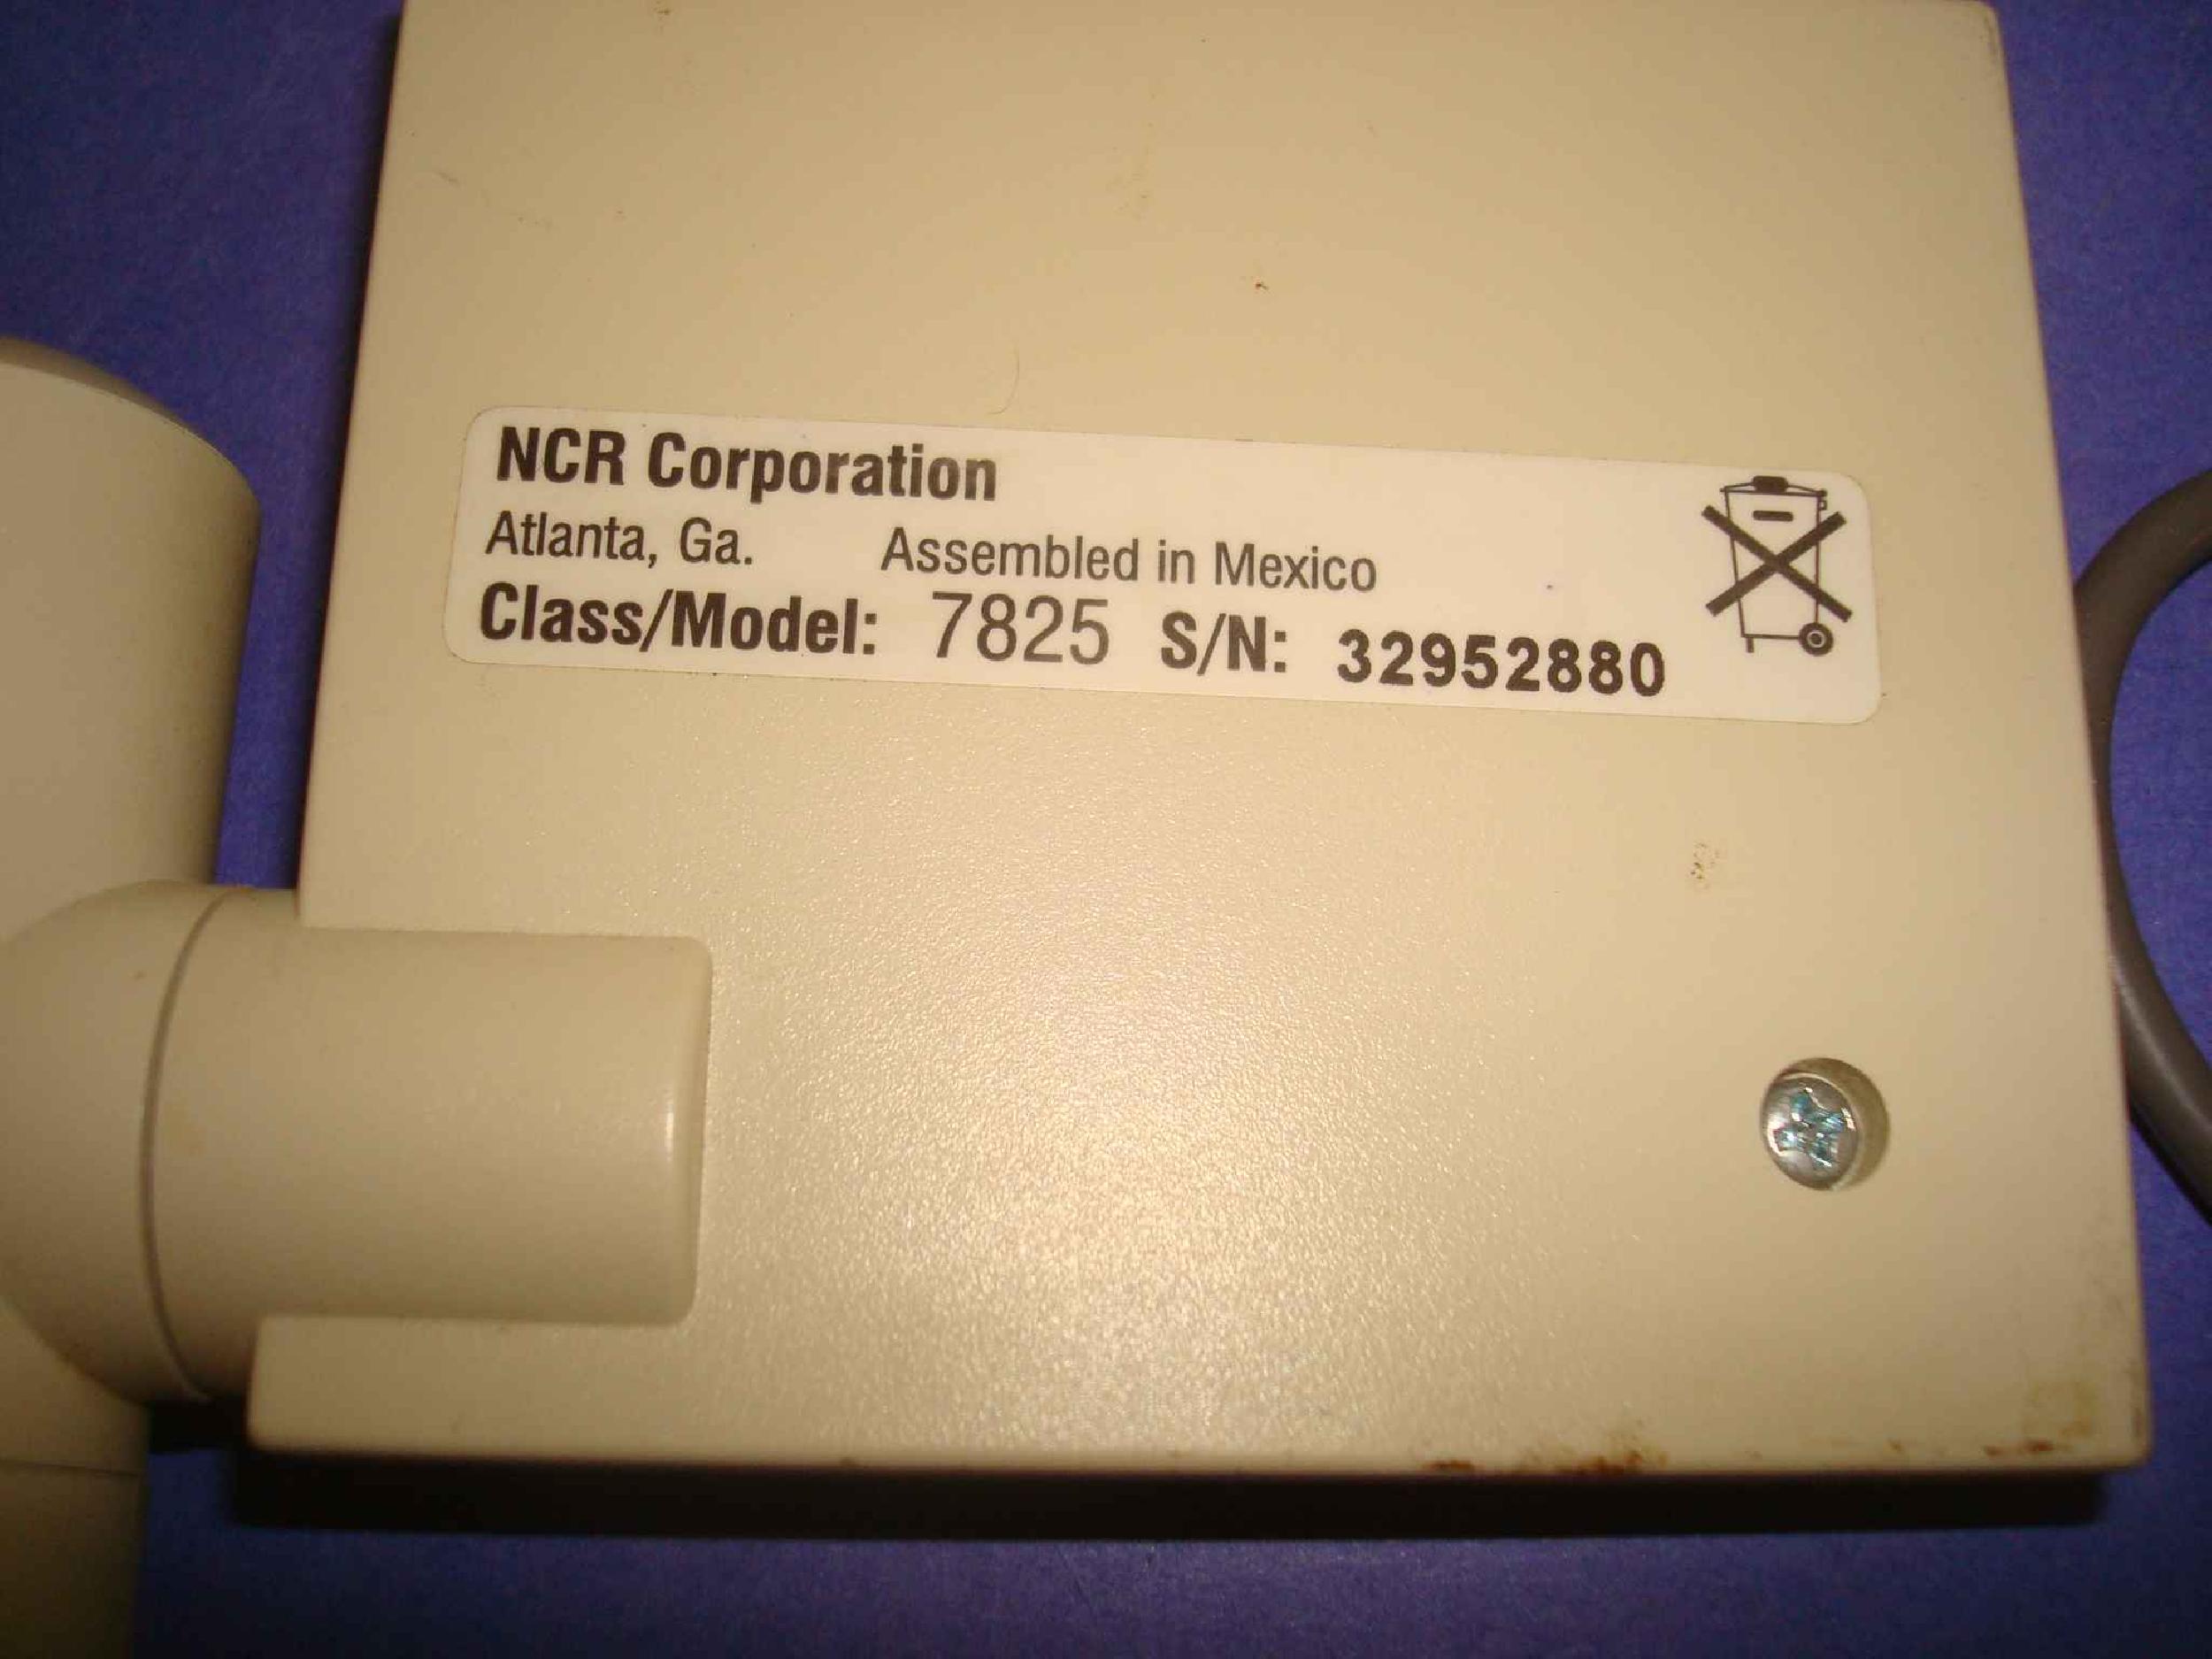 NCR Corporation
Atlanta, Ga. Assembled in Mexico
Class/Model: 7825 S/N: 32952880